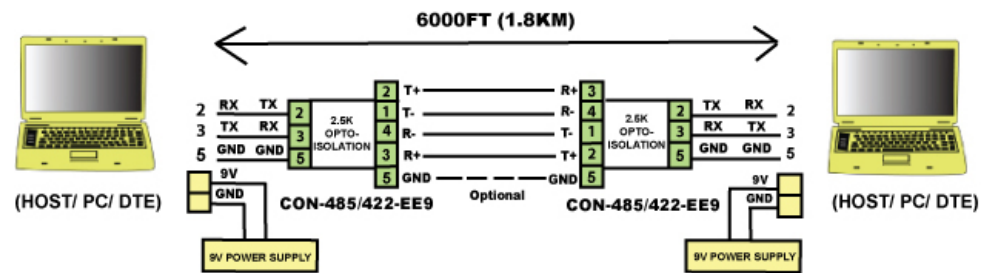 6000FT (1.8KM)
2 T+ R+ 3
2 RX TX 2 1 T- R- 4 2 TX RX 2
2.5K OPTO-ISOLATION
3 TX RX 3 4 R- T- 1 3 RX TX 3
2.5K OPTO-ISOLATION
5 GND GND 5 3 R+ T+ 2 5 GND GND 5
5 GND Optional GND 5
9V
GND
CON-485/422-EE9
CON-485/422-EE9
9V
GND
(HOST/ PC/ DTE)
(HOST/ PC/ DTE)
9V POWER SUPPLY
9V POWER SUPPLY